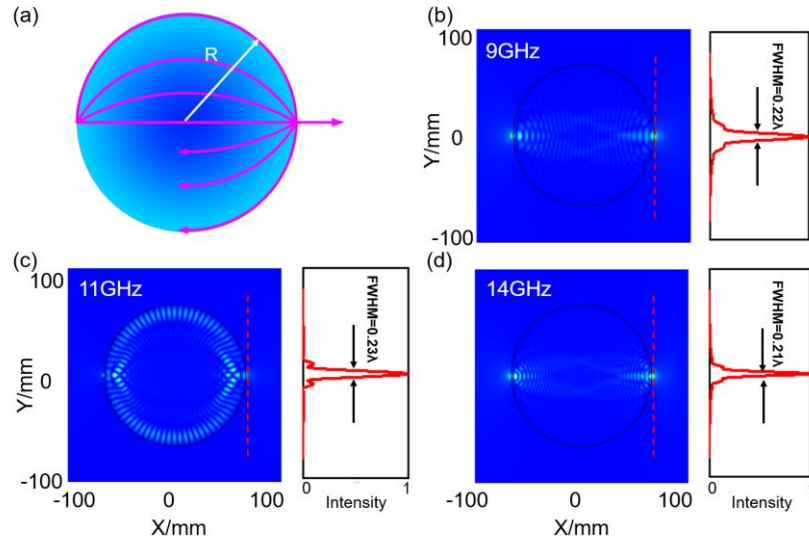 (a)
R
(b)
9GHz
100
0
-100
Y/mm
FWHM=0.22λ
(c)
11GHz
100
0
-100
Y/mm
-100 0 100
X/mm
FWHM=0.23λ
0 1
Intensity
(d)
14GHz
-100 0 100
X/mm
FWHM=0.21λ
0
Intensity